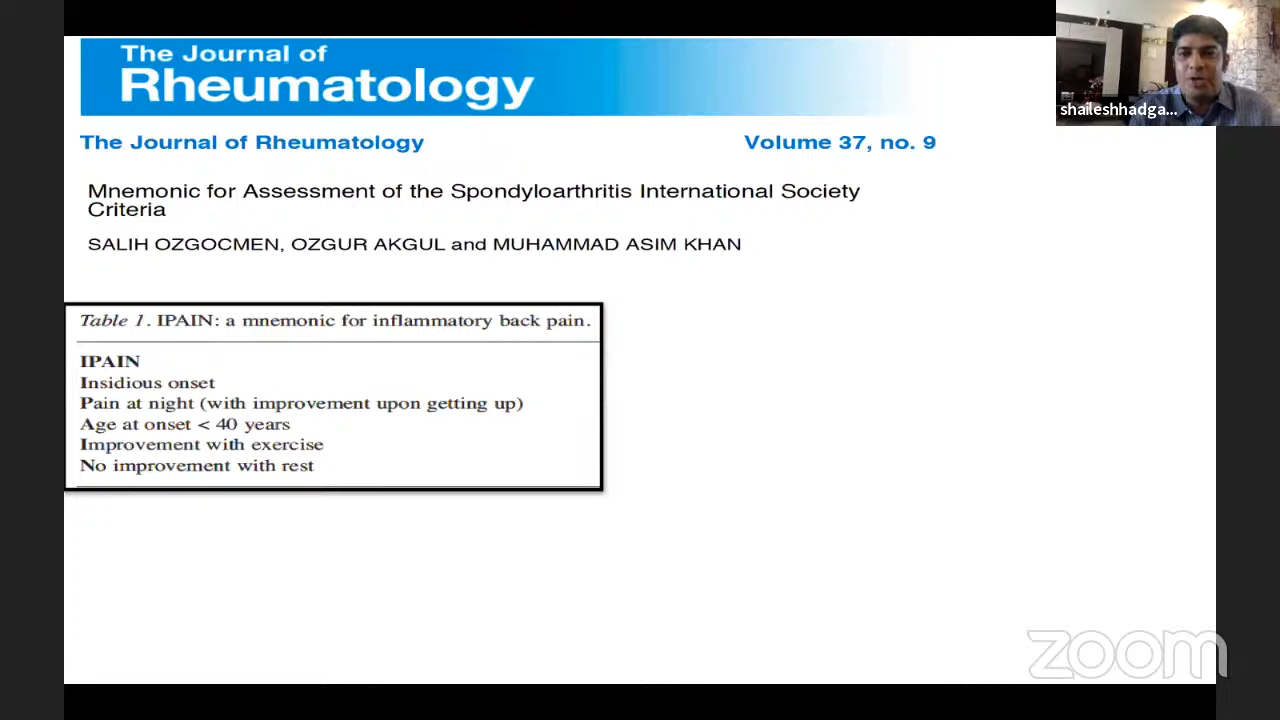 The Journal of
Rheumatology
shaileshhadga...
The Journal of Rheumatology
Volume 37, no. 9
Mnemonic for Assessment of the Spondyloarthritis International Society
Criteria
SALIH OZGOCMEN, OZGUR AKGUL and MUHAMMAD ASIM KHAN
Table 1. IPAIN: a mnemonic for inflammatory back pain.
IPAIN
Insidious onset
Pain at night (with improvement upon getting up)
Age at onset < 40 years
Improvement with exercise
No improvement with rest
zoom